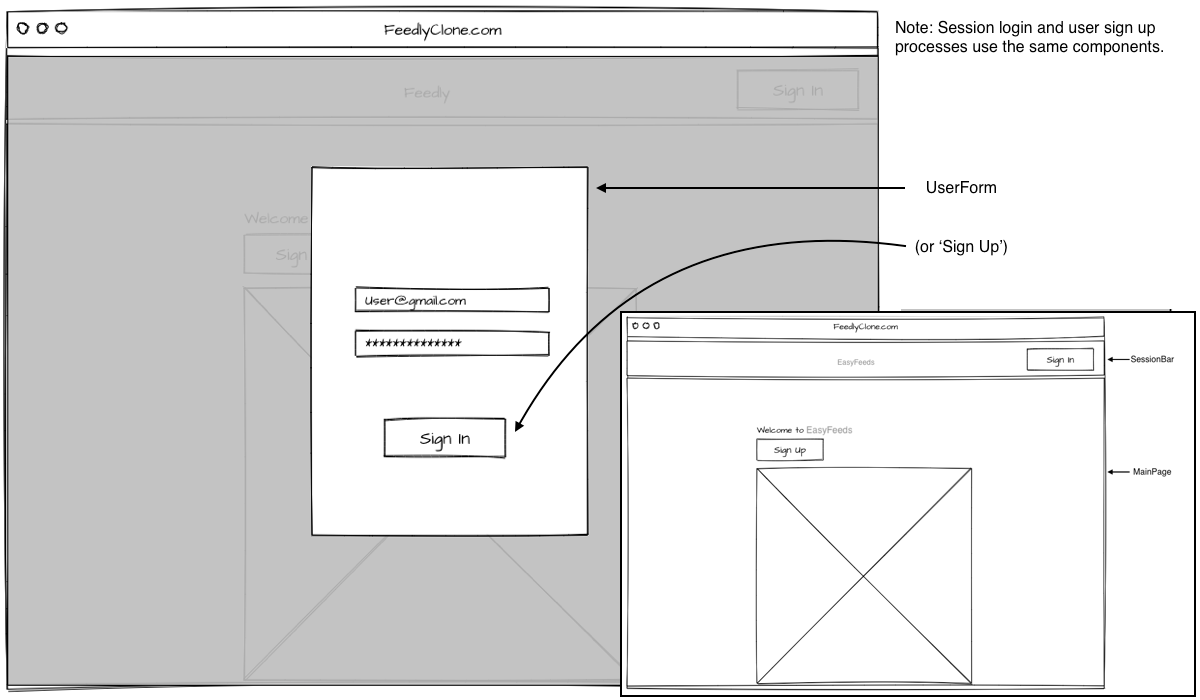 FeedlyClone.com
Note: Session login and user sign up
processes use the same components.
Feedly
Sign In
UserForm
Welcome
Sign
(or ‘Sign Up’)
User@gmail.com
**************
Sign In
FeedlyClone.com
EasyFeeds
Sign In
SessionBar
Welcome to EasyFeeds
Sign Up
MainPage